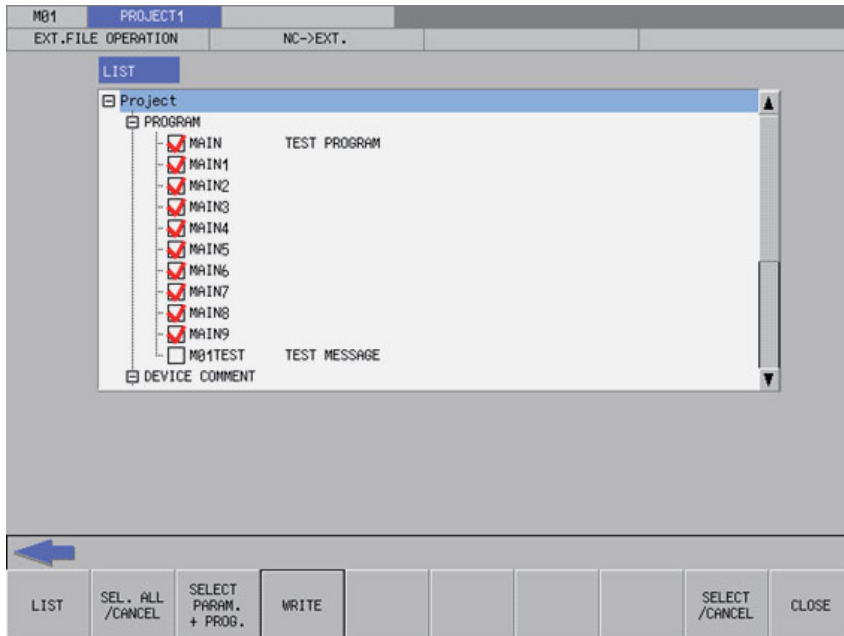 M01 PROJECT1
EXT.FILE OPERATION NC->EXT.
LIST
Project
PROGRAM
MAIN TEST PROGRAM
MAIN1
MAIN2
MAIN3
MAIN4
MAIN5
MAIN6
MAIN7
MAIN8
MAIN9
M01TEST TEST MESSAGE
DEVICE COMMENT
LIST
SEL. ALL
/CANCEL
SELECT
PARAM.
+ PROG.
WRITE
SELECT
/CANCEL
CLOSE